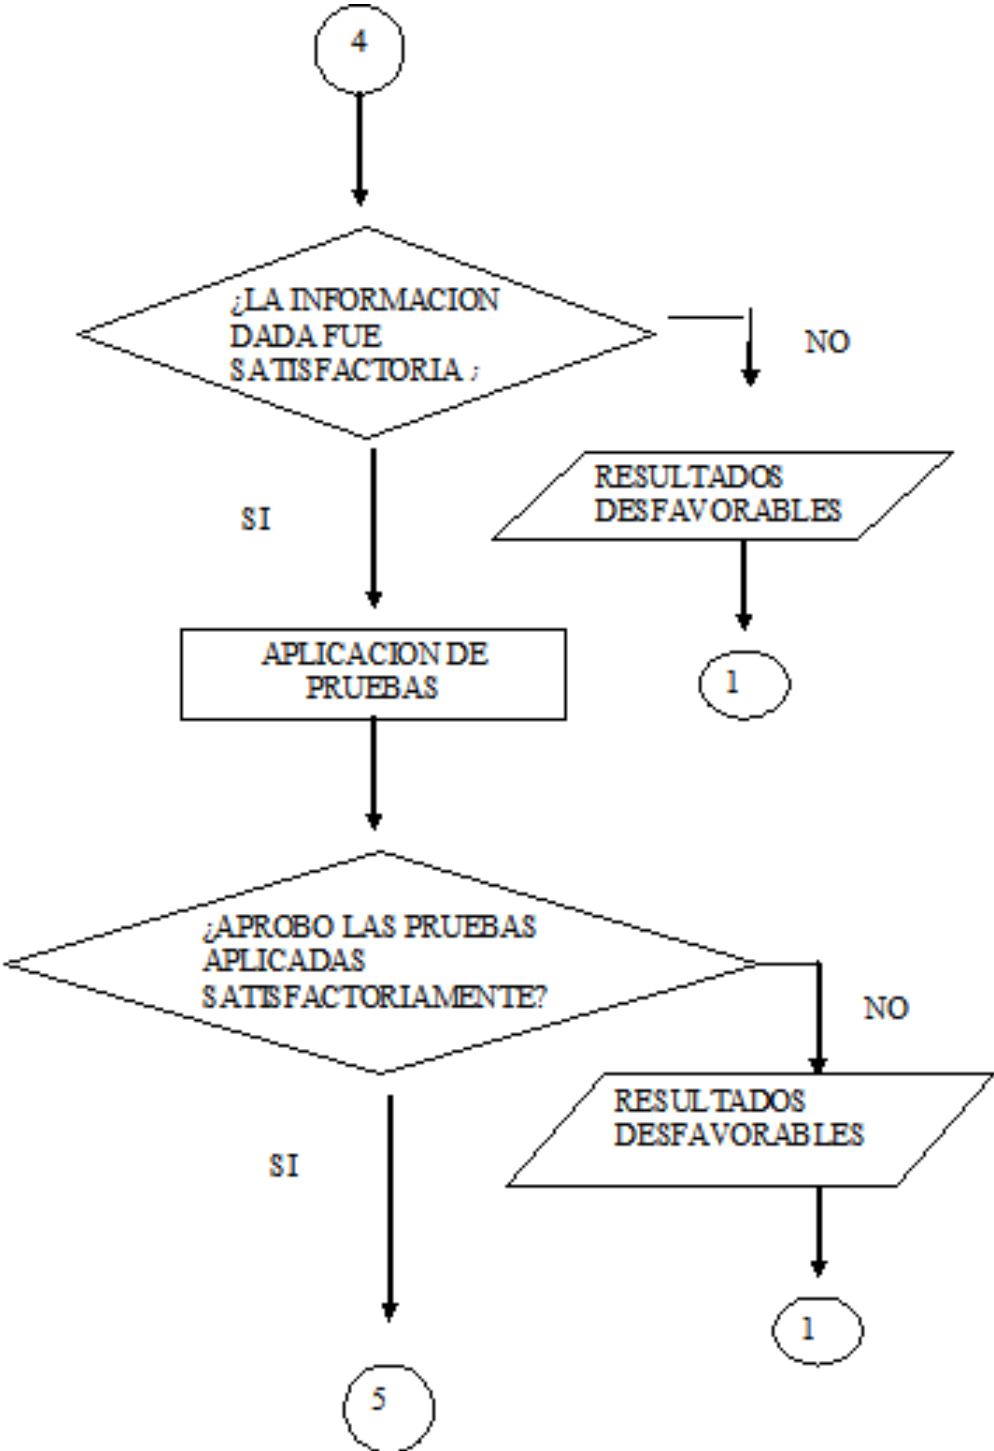 4
¿LA INFORMACION
DADA FUE
SATISFACTORIA ;
NO
RESULTADOS
DESFAVORABLES
SI
APLICACION DE
PRUEBAS
1
¿APROBO LAS PRUEBAS
APLICADAS
SATISFACTORIAMENTE?
NO
RESULTADOS
DESFAVORABLES
SI
1
5